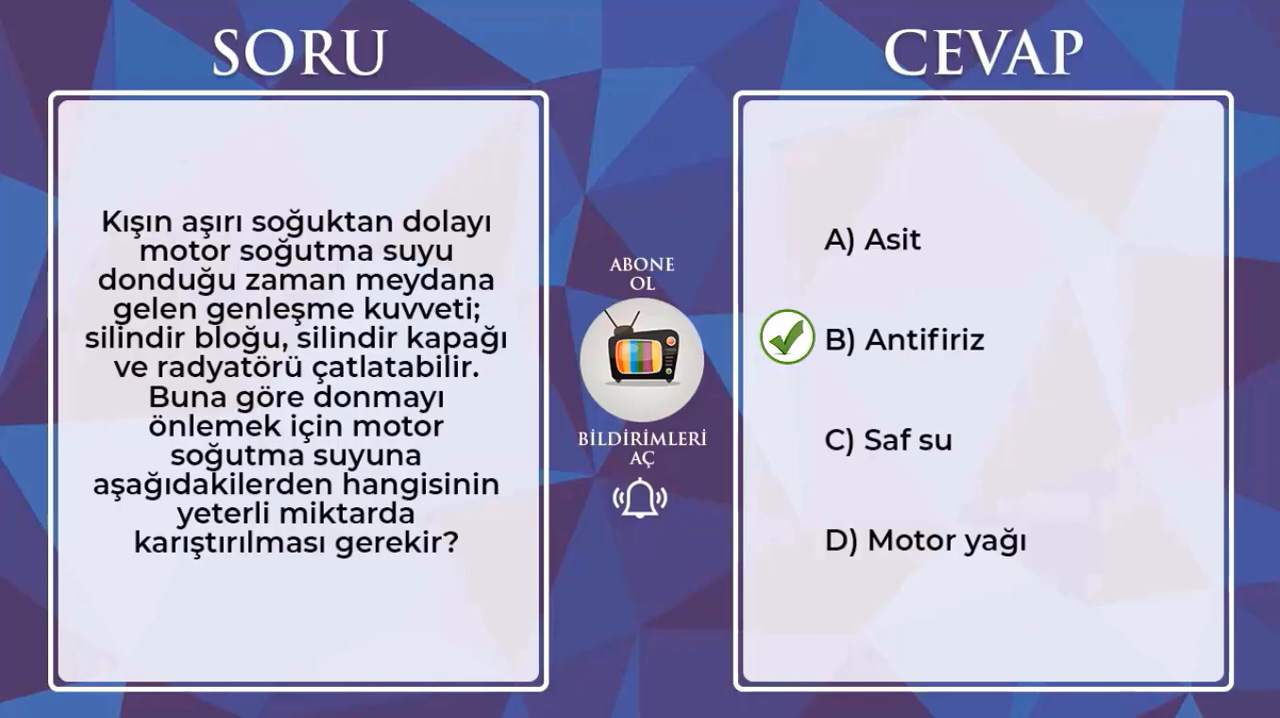 SORU
Kışın aşırı soğuktan dolayı
motor soğutma suyu
donduğu zaman meydana
gelen genleşme kuvveti;
silindir bloğu, silindir kapağı
ve radyatörü çatlatabilir.
Buna göre donmayı
önlemek için motor
soğutma suyuna
aşağıdakilerden hangisinin
yeterli miktarda
karıştırılması gerekir?
ABONE
OL
BİLDİRİMLERİ
AÇ
CEVAP
A) Asit
B) Antifiriz
C) Saf su
D) Motor yağı